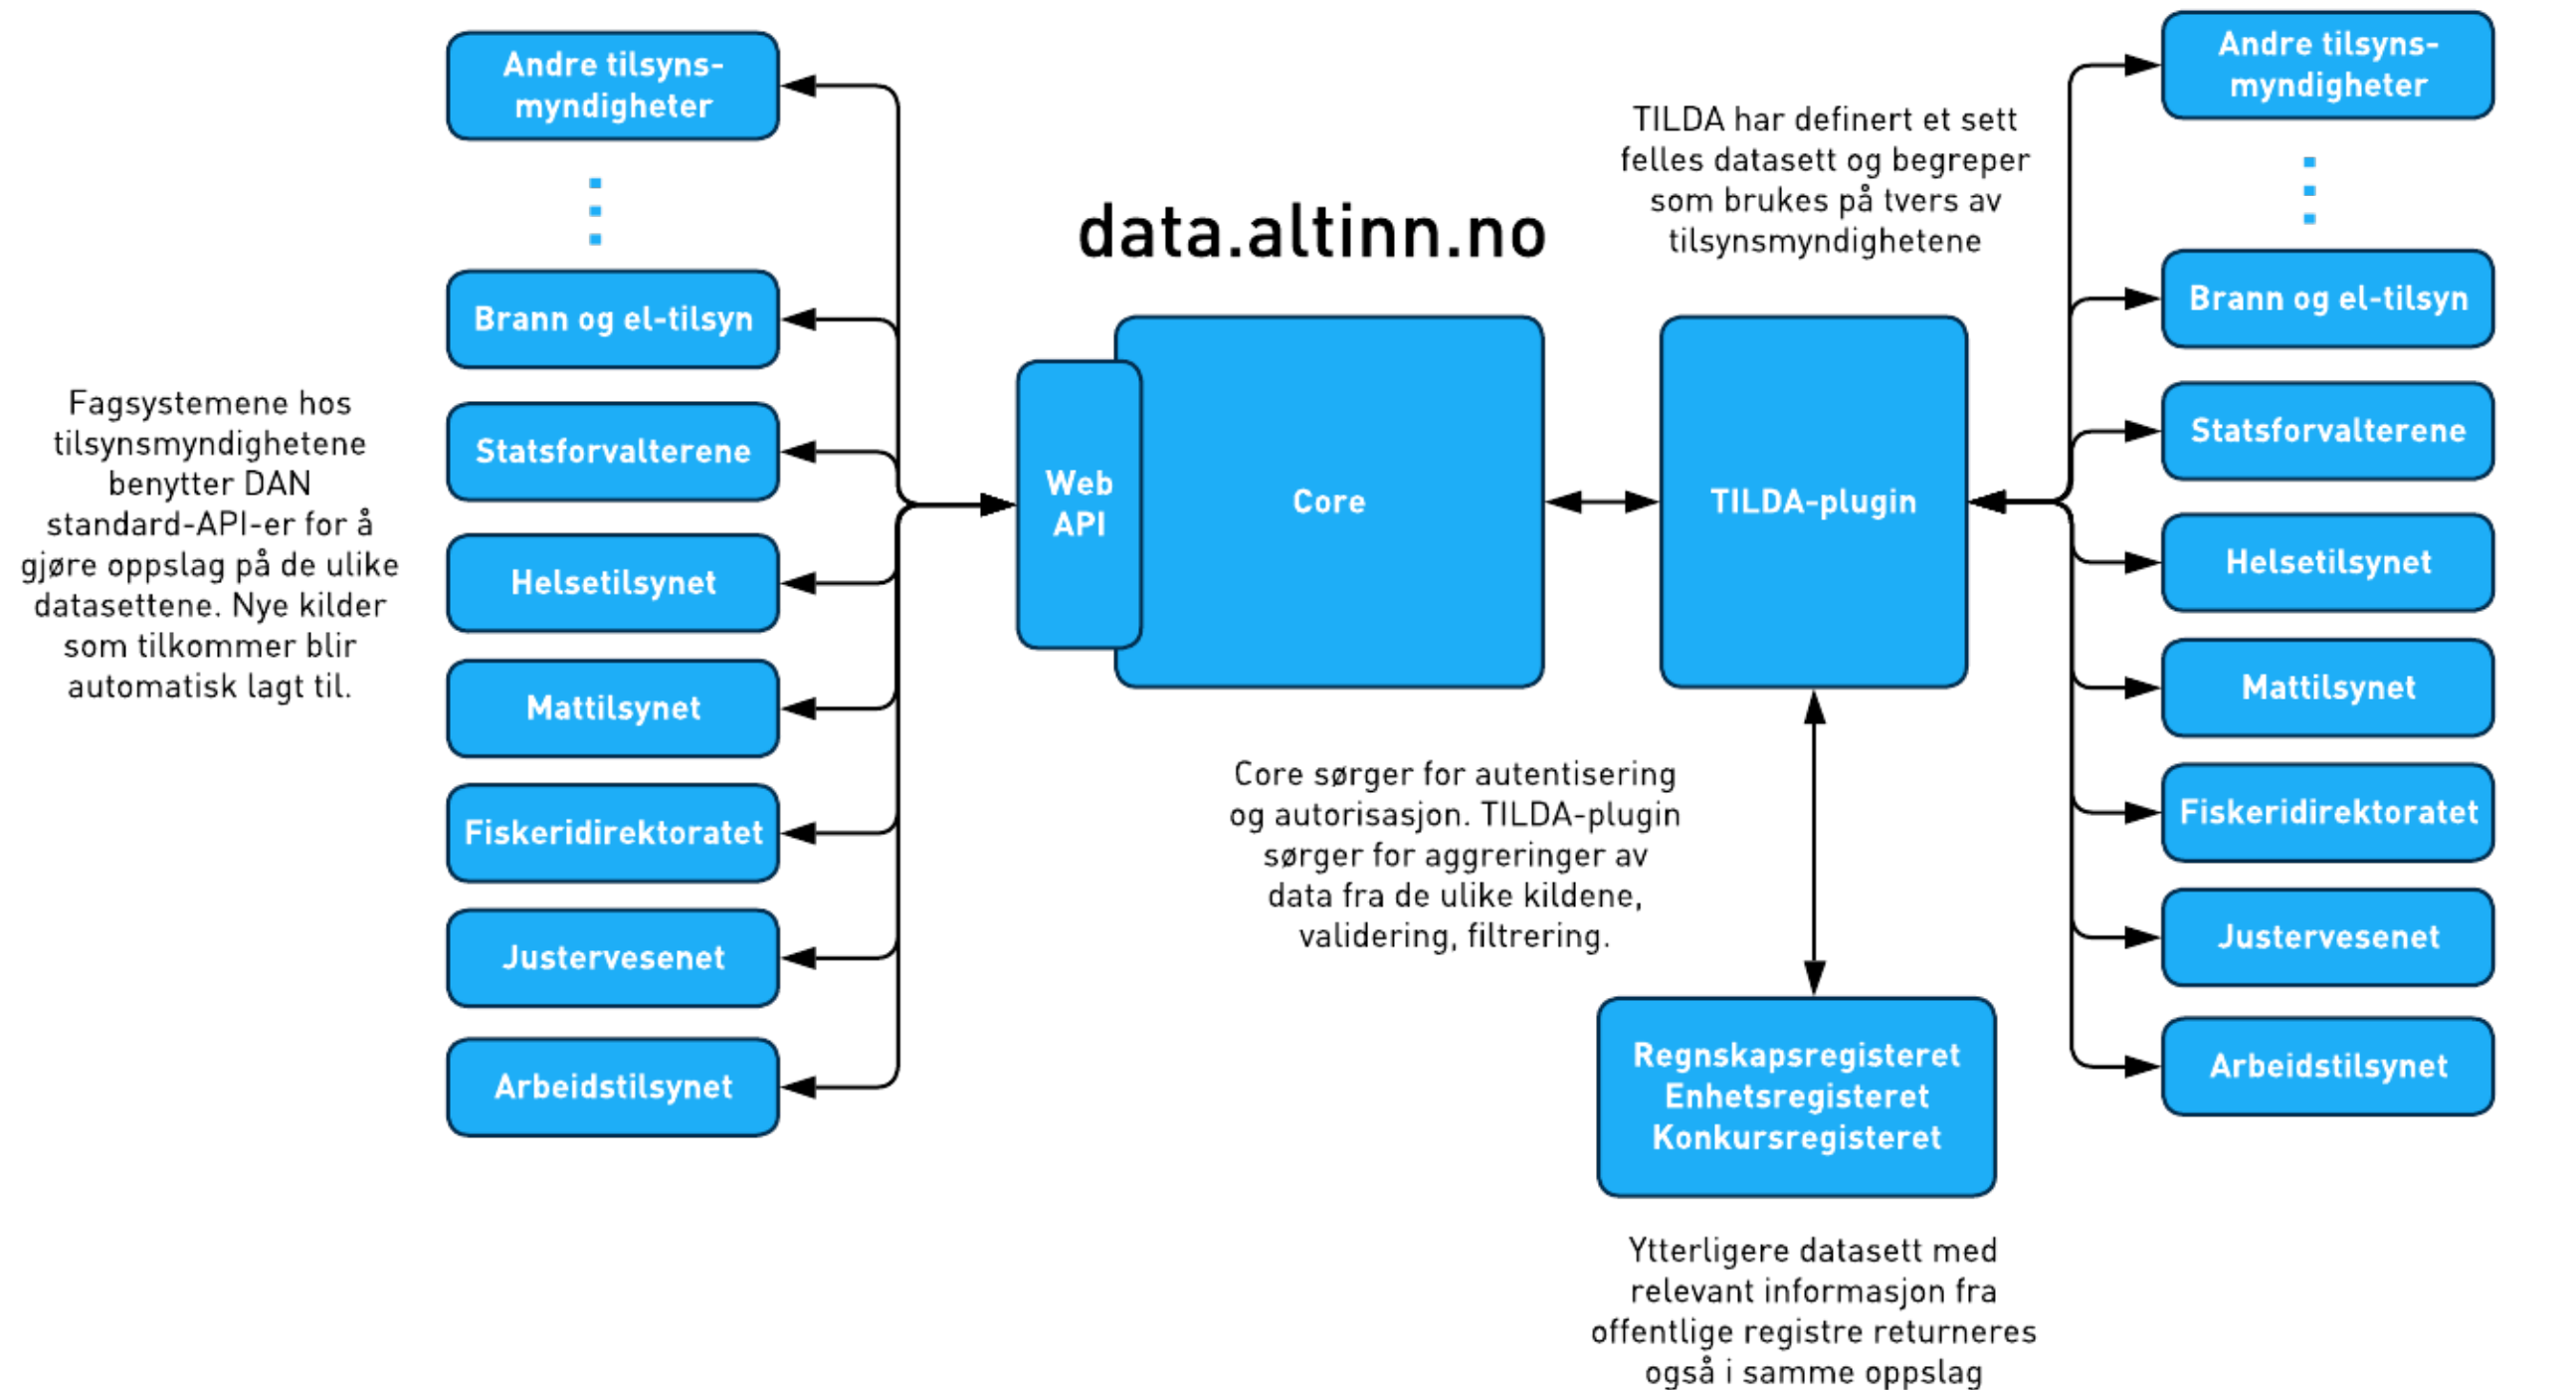 Andre tilsyns-
myndigheter
Brann og el-tilsyn
Statsforvalterene
Helsetilsynet
Mattilsynet
Fiskeridirektoratet
Justervesenet
Arbeidstilsynet
Fagsystemene hos
tilsynsmyndighetene
benytter DAN
standard-API-er for å
gjøre oppslag på de ulike
datasettene. Nye kilder
som tilkommer blir
automatisk lagt til.
data.altinn.no
Web
API
Core
Core sørger for autentisering
og autorisasjon. TILDA-plugin
sørger for aggreringer av
data fra de ulike kildene,
validering, filtrering.
TILDA har definert et sett
felles datasett og begreper
som brukes på tvers av
tilsynsmyndighetene
TILDA-plugin
Regnskapsregisteret
Enhetsregisteret
Konkursregisteret
Ytterligere datasett med
relevant informasjon fra
offentlige registre returneres
også i samme oppslag
Andre tilsyns-
myndigheter
Brann og el-tilsyn
Statsforvalterene
Helsetilsynet
Mattilsynet
Fiskeridirektoratet
Justervesenet
Arbeidstilsynet